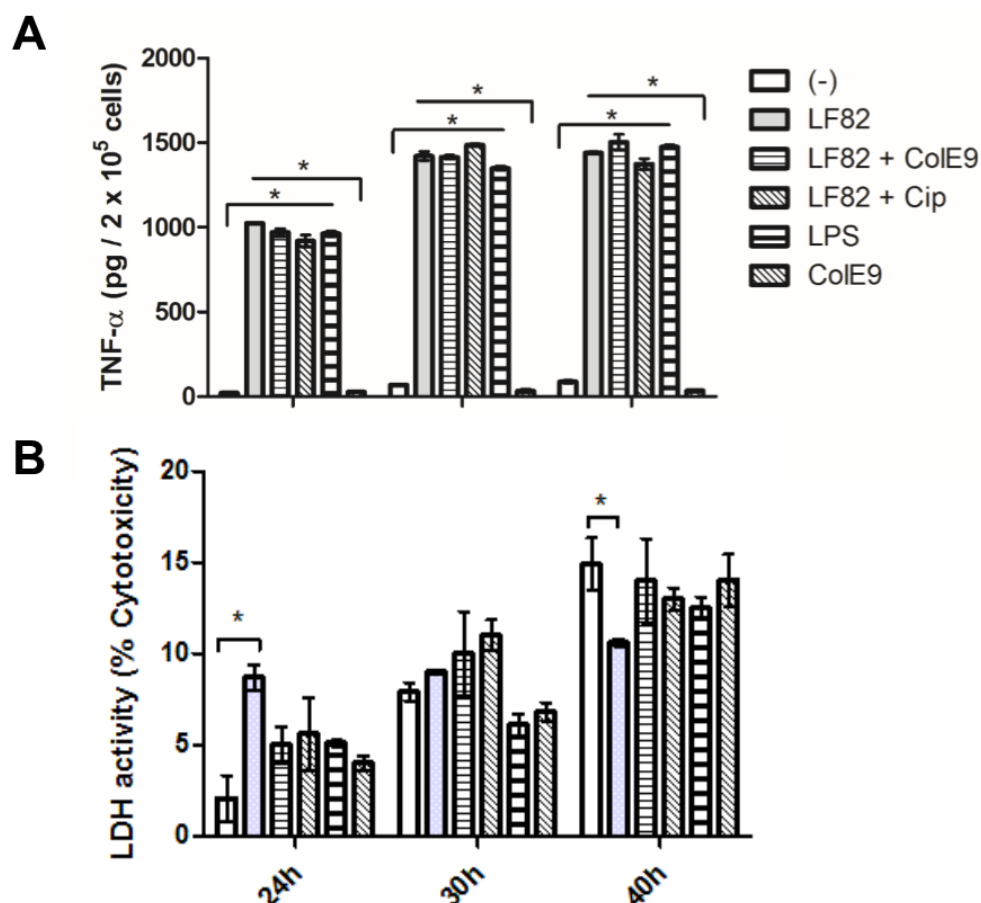 A
TNF-α (pg / 2 x 10⁵ cells)
2000
1500
1000
500
0
* * * * * *
(-)
LF82
LF82 + ColE9
LF82 + Cip
LPS
ColE9
B
LDH activity (% Cytotoxicity)
20
15
10
5
0
* *
24h 30h 40h